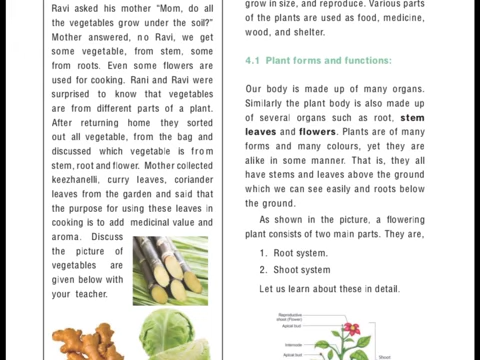 Ravi asked his mother "Mom, do all
the vegetables grow under the soil?"
Mother answered, no Ravi, we get
some vegetable, from stem, some
from roots. Even some flowers are
used for cooking. Rani and Ravi were
surprised to know that vegetables
are from different parts of a plant.
After returning home they sorted
out all vegetable, from the bag and
discussed which vegetable is from
stem, root and flower. Mother collected
keezhanelli, curry leaves, coriander
leaves from the garden and said that
the purpose for using these leaves in
cooking is to add medicinal value and
aroma. Discuss
the picture of
vegetables are
given below with
your teacher.
grow in size, and reproduce. Various parts
of the plants are used as food, medicine,
wood, and shelter.
4.1 Plant forms and functions:
Our body is made up of many organs.
Similarly the plant body is also made up
of several organs such as root, stem
leaves and flowers. Plants are of many
forms and many colours, yet they are
alike in some manner. That is, they all
have stems and leaves above the ground
which we can see easily and roots below
the ground.
As shown in the picture, a flowering
plant consists of two main parts. They are,
1. Root system.
2. Shoot system
Let us learn about these in detail.
Reproductive
shoot (Flower)
Apical bud
Internode
Apical bud
Shoot